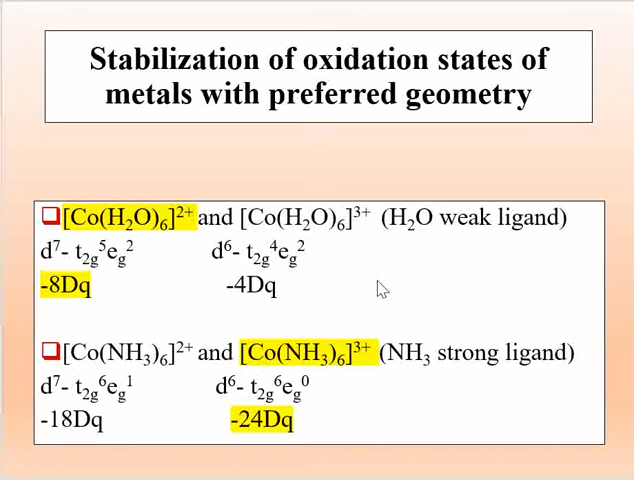 Stabilization of oxidation states of
metals with preferred geometry
❑[Co(H₂O)₆]²⁺ and [Co(H₂O)₆]³⁺ (H₂O weak ligand)
d⁷- t₂g⁵eg² d⁶- t₂g⁴eg²
-8Dq -4Dq
❑[Co(NH₃)₆]²⁺ and [Co(NH₃)₆]³⁺ (NH₃ strong ligand)
d⁷- t₂g⁶eg¹ d⁶- t₂g⁶eg⁰
-18Dq -24Dq